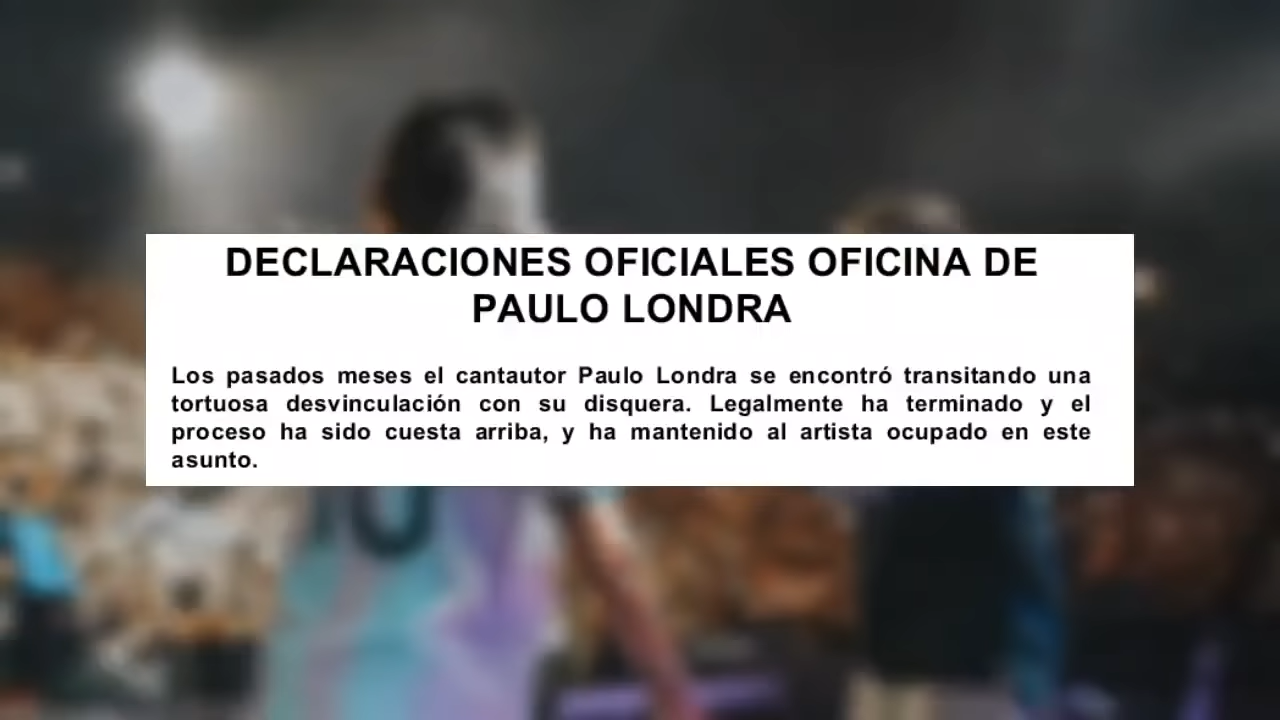 DECLARACIONES OFICIALES OFICINA DE
PAULO LONDRA
Los pasados meses el cantautor Paulo Londra se encontró transitando una
tortuosa desvinculación con su disquera. Legalmente ha terminado y el
proceso ha sido cuesta arriba, y ha mantenido al artista ocupado en este
asunto.